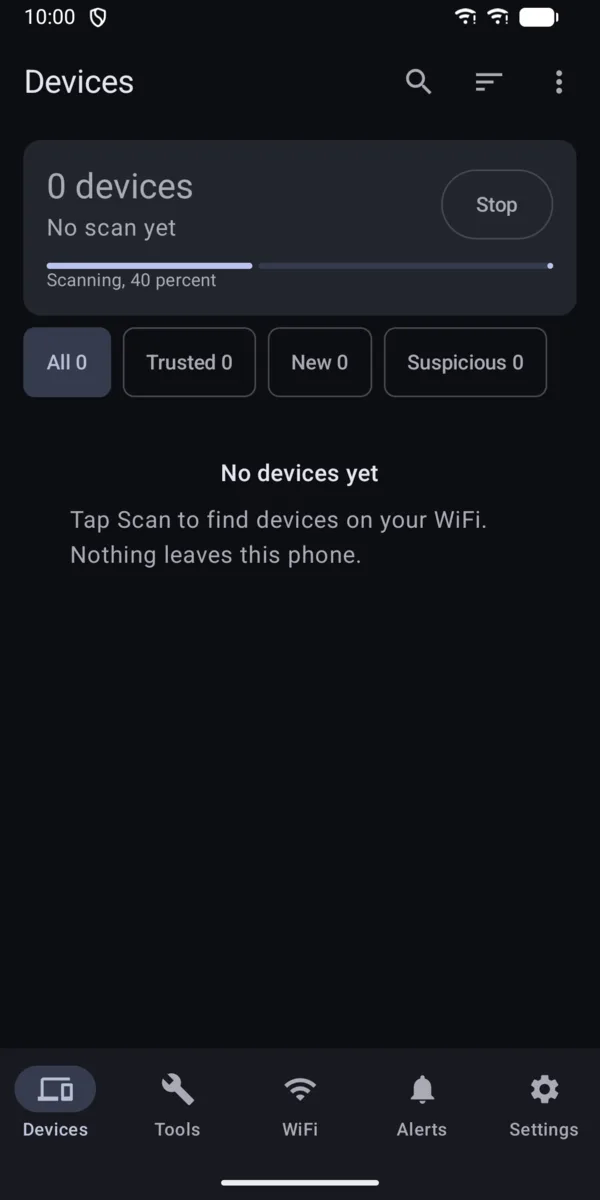 10:00
Devices
0 devices
No scan yet
Stop
Scanning, 40 percent
All 0
Trusted 0
New 0
Suspicious 0
No devices yet
Tap Scan to find devices on your WiFi.
Nothing leaves this phone.
Devices
Tools
WiFi
Alerts
Settings